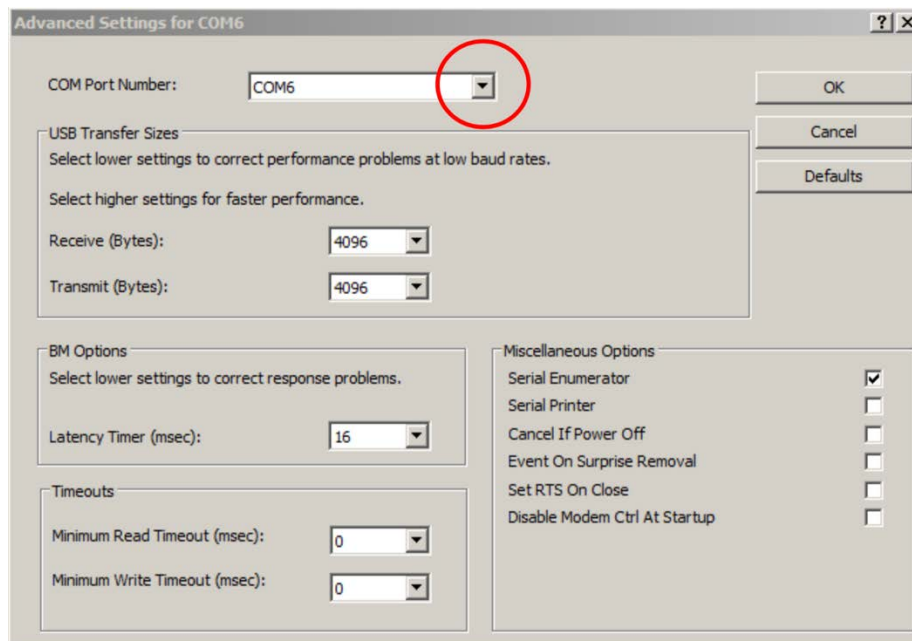 Advanced Settings for COM6
COM Port Number:
COM6
OK
Cancel
Defaults
USB Transfer Sizes
Select lower settings to correct performance problems at low baud rates.
Select higher settings for faster performance.
Receive (Bytes):
4096
Transmit (Bytes):
4096
BM Options
Select lower settings to correct response problems.
Latency Timer (msec):
16
Timeouts
Minimum Read Timeout (msec):
0
Minimum Write Timeout (msec):
0
Miscellaneous Options
Serial Enumerator
Serial Printer
Cancel If Power Off
Event On Surprise Removal
Set RTS On Close
Disable Modem Ctrl At Startup